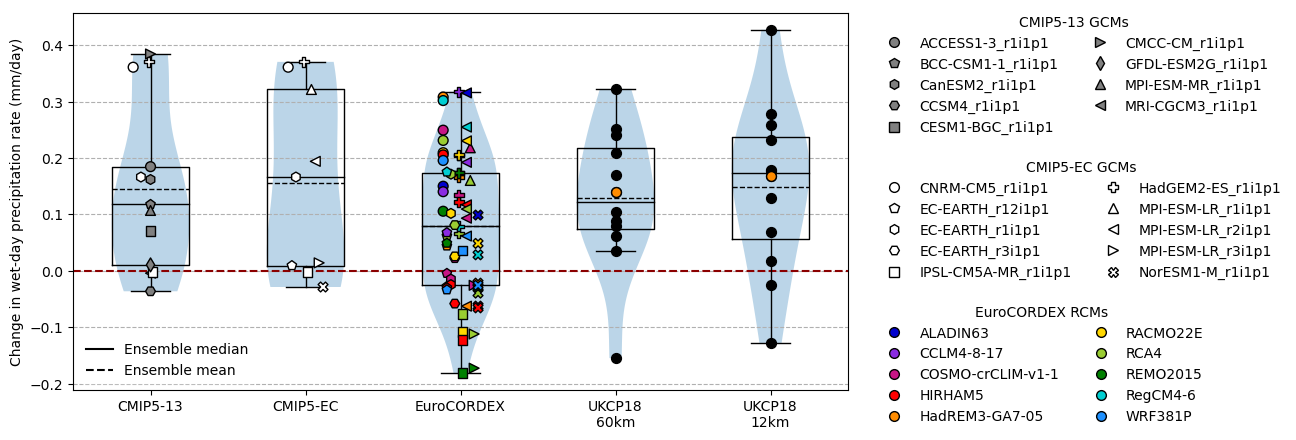 Change in wet-day precipitation rate (mm/day)
0.4
0.3
0.2
0.1
0.0
−0.1
−0.2
Ensemble median
Ensemble mean
CMIP5-13
CMIP5-EC
EuroCORDEX
UKCP18
60km
UKCP18
12km
CMIP5-13 GCMs
ACCESS1-3_r1i1p1
BCC-CSM1-1_r1i1p1
CanESM2_r1i1p1
CCSM4_r1i1p1
CESM1-BGC_r1i1p1
CMCC-CM_r1i1p1
GFDL-ESM2G_r1i1p1
MPI-ESM-MR_r1i1p1
MRI-CGCM3_r1i1p1
CMIP5-EC GCMs
CNRM-CM5_r1i1p1
EC-EARTH_r12i1p1
EC-EARTH_r1i1p1
EC-EARTH_r3i1p1
IPSL-CM5A-MR_r1i1p1
HadGEM2-ES_r1i1p1
MPI-ESM-LR_r1i1p1
MPI-ESM-LR_r2i1p1
MPI-ESM-LR_r3i1p1
NorESM1-M_r1i1p1
EuroCORDEX RCMs
ALADIN63
CCLM4-8-17
COSMO-crCLIM-v1-1
HIRHAM5
HadREM3-GA7-05
RACMO22E
RCA4
REMO2015
RegCM4-6
WRF381P